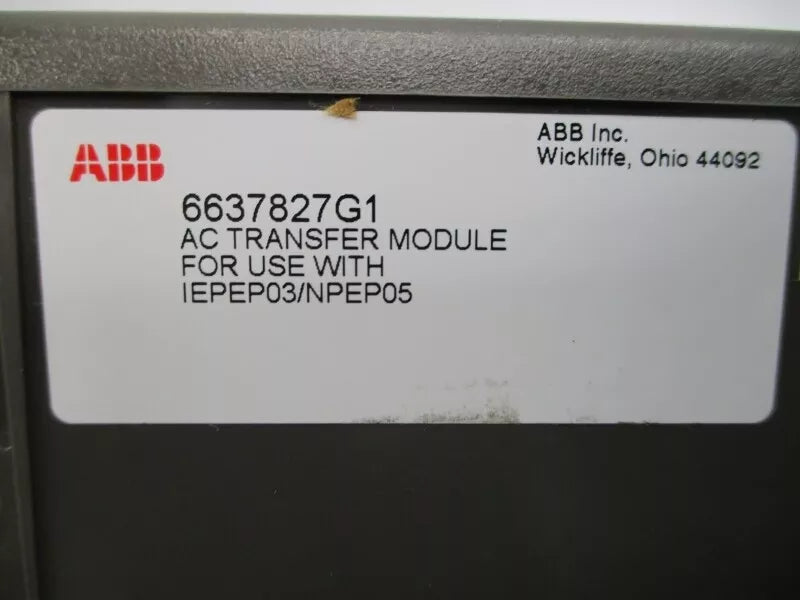 ABB
ABB Inc.
Wickliffe, Ohio 44092
6637827G1
AC TRANSFER MODULE
FOR USE WITH
IEPEP03/NPEP05